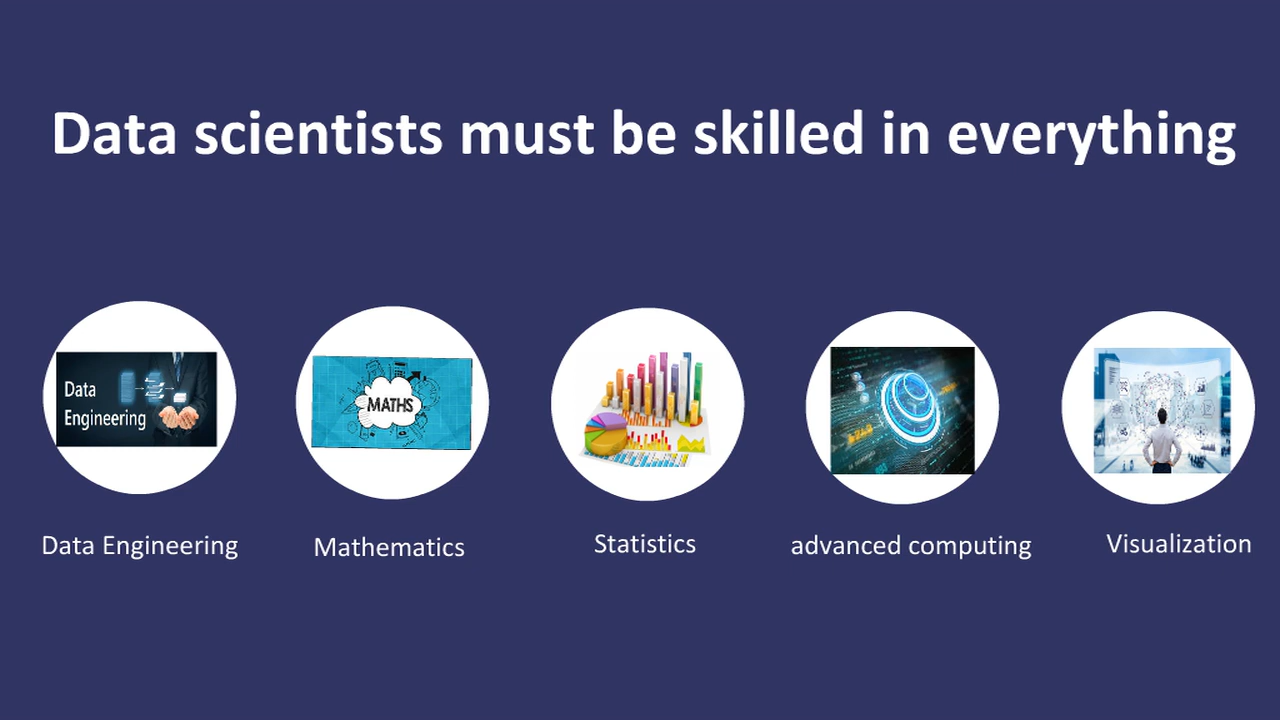 Data scientists must be skilled in everything
Data
Engineering
MATHS
Data Engineering
Mathematics
Statistics
advanced computing
Visualization